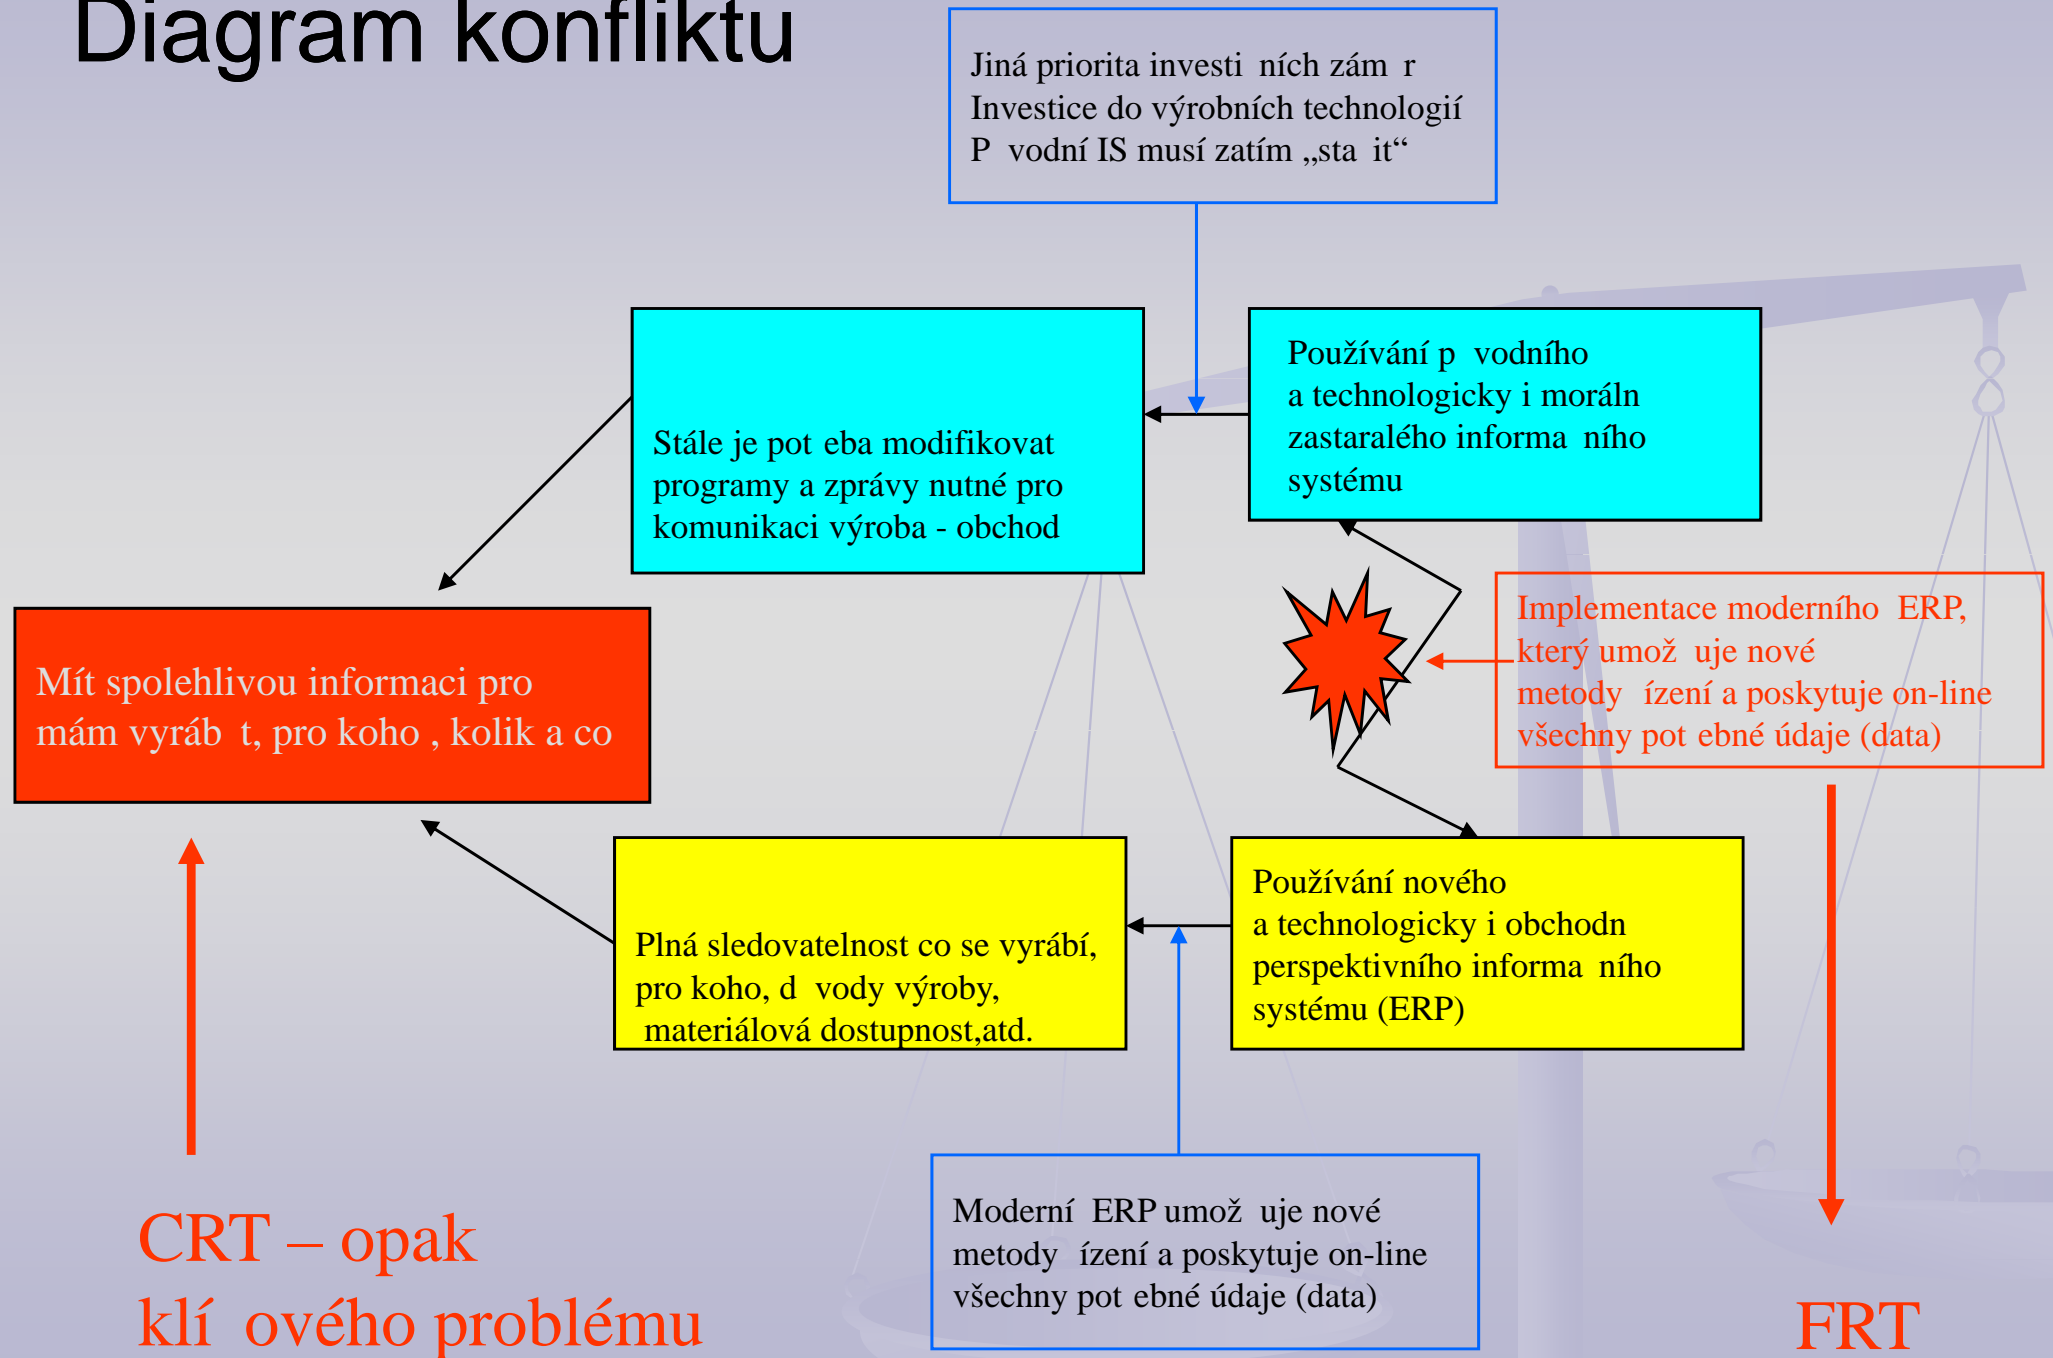 Diagram konfliktu
Jiná priorita investi ních zám r
Investice do výrobních technologií
P vodní IS musí zatím „sta it“
Používání p vodního
a technologicky i moráln
zastaralého informa ního
systému
Stále je pot eba modifikovat
programy a zprávy nutné pro
komunikaci výroba - obchod
Implementace moderního ERP,
který umož uje nové
metody ízení a poskytuje on-line
všechny pot ebné údaje (data)
Mít spolehlivou informaci pro
mám vyráb t, pro koho , kolik a co
Používání nového
a technologicky i obchodn
perspektivního informa ního
systému (ERP)
Plná sledovatelnost co se vyrábí,
pro koho, d vody výroby,
materiálová dostupnost,atd.
Moderní ERP umož uje nové
metody ízení a poskytuje on-line
všechny pot ebné údaje (data)
CRT – opak
klí ového problému
FRT